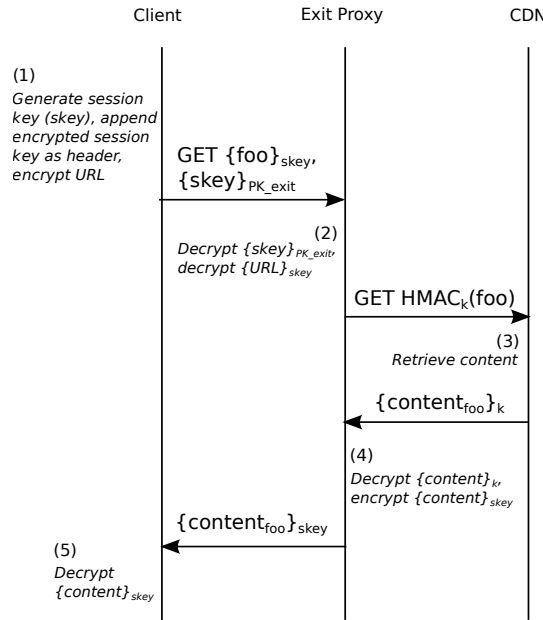 Client Exit Proxy CDN
(1)
Generate session
key (skey), append
encrypted session
key as header,
encrypt URL
GET {foo}skey,
{skey}PK_exit
(2)
Decrypt {skey}PK_exit,
decrypt {URL}skey
GET HMACk(foo)
(3)
Retrieve content
{contentfoo}k
(4)
Decrypt {content}k,
encrypt {content}skey
{contentfoo}skey
(5)
Decrypt
{content}skey